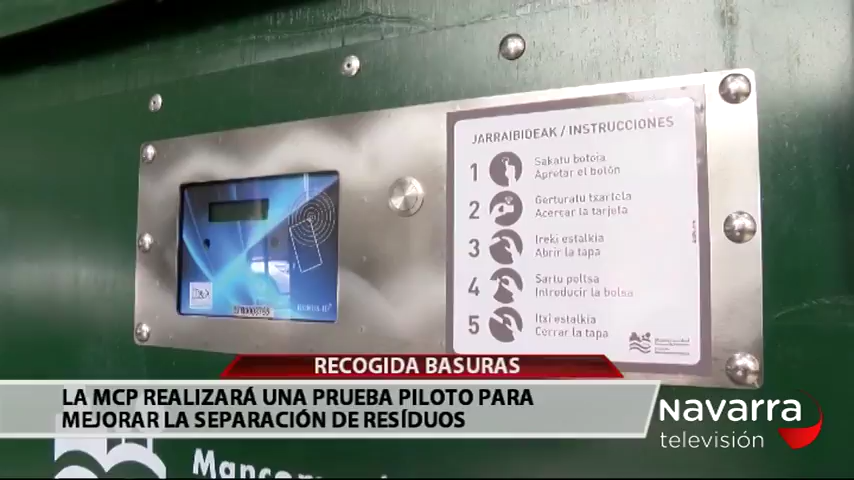 JARRAIBIDEAK / INSTRUCCIONES
1 Sakatu botoia
Apretar el botón
2 Gerturatu txartela
Acercar la tarjeta
3 Ireki estalkia
Abrir la tapa
4 Sartu poltsa
Introducir la bolsa
5 Itxi estalkia
Cerrar la tapa
RECOGIDA BASURAS
LA MCP REALIZARÁ UNA PRUEBA PILOTO PARA
MEJORAR LA SEPARACIÓN DE RESÍDUOS
Navarra
televisión